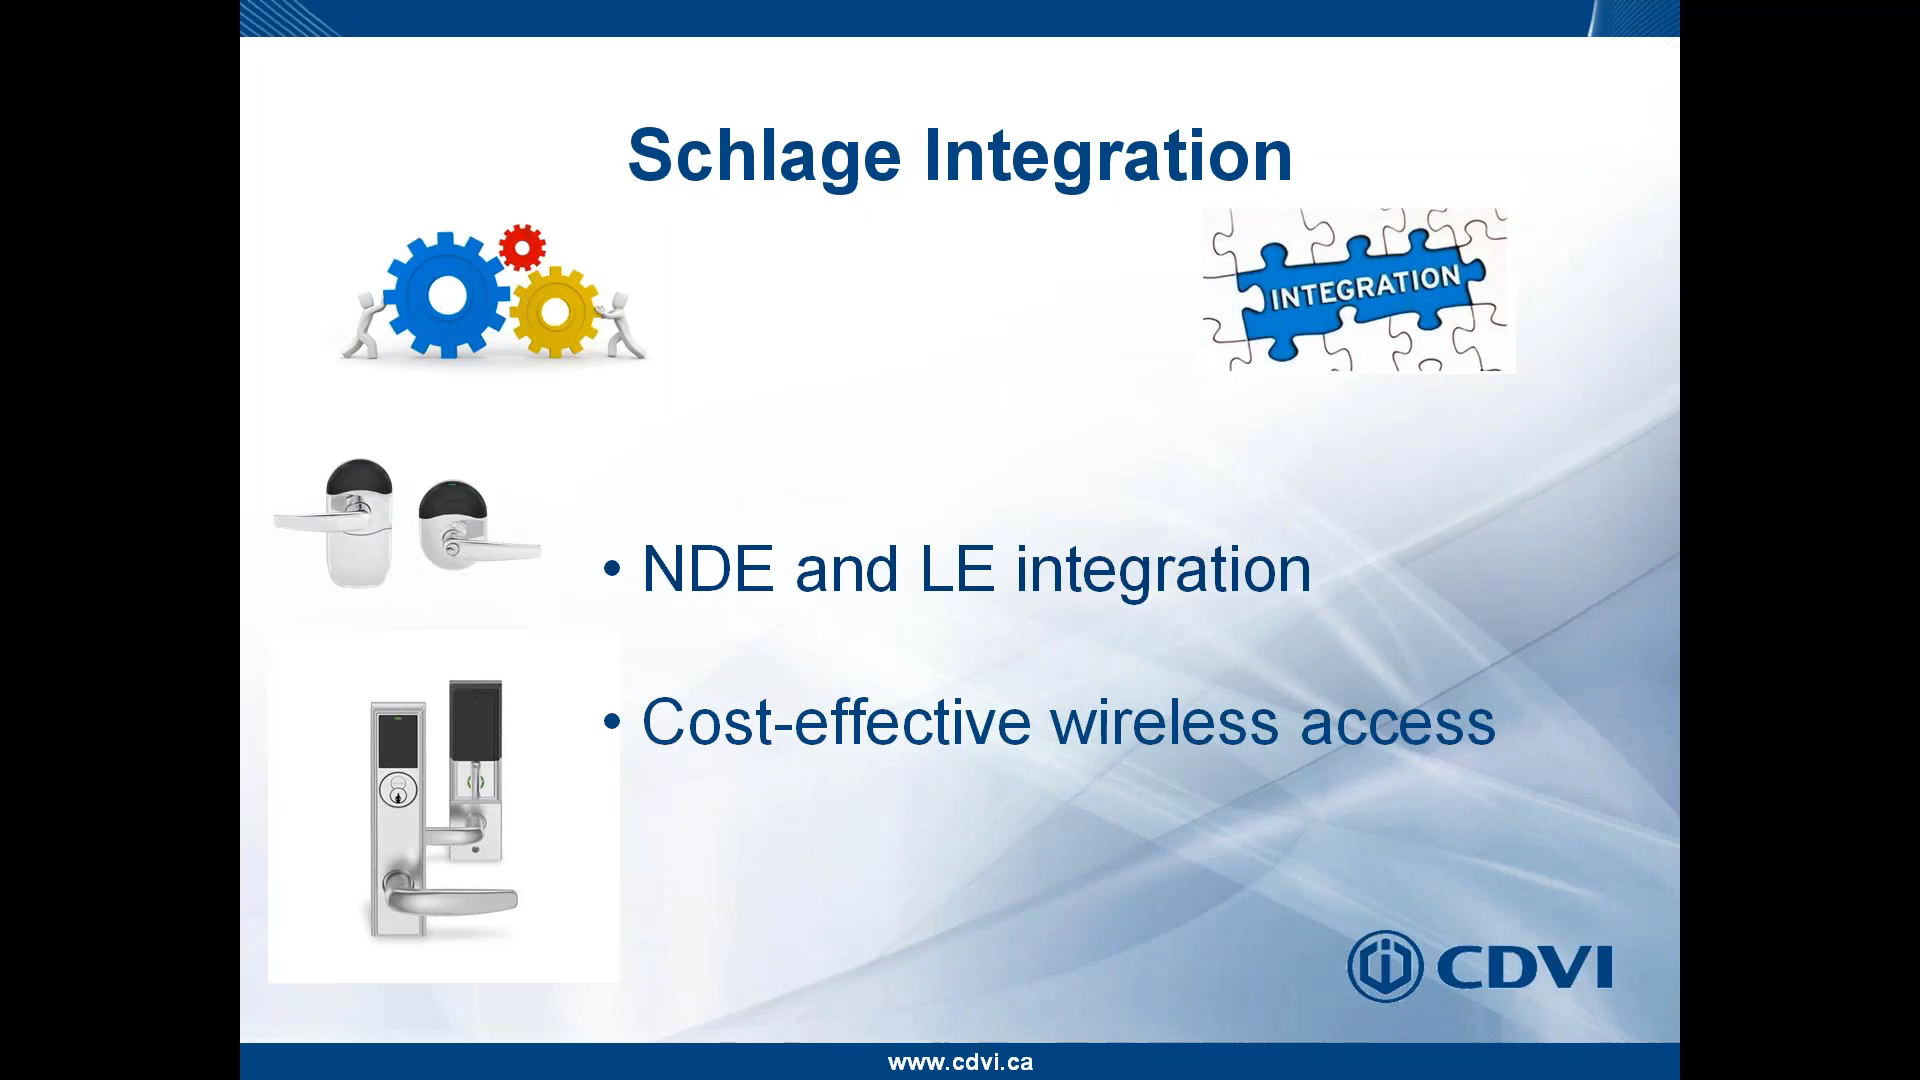 Schlage Integration
INTEGRATION
• NDE and LE integration
• Cost-effective wireless access
CDVI
www.cdvi.ca